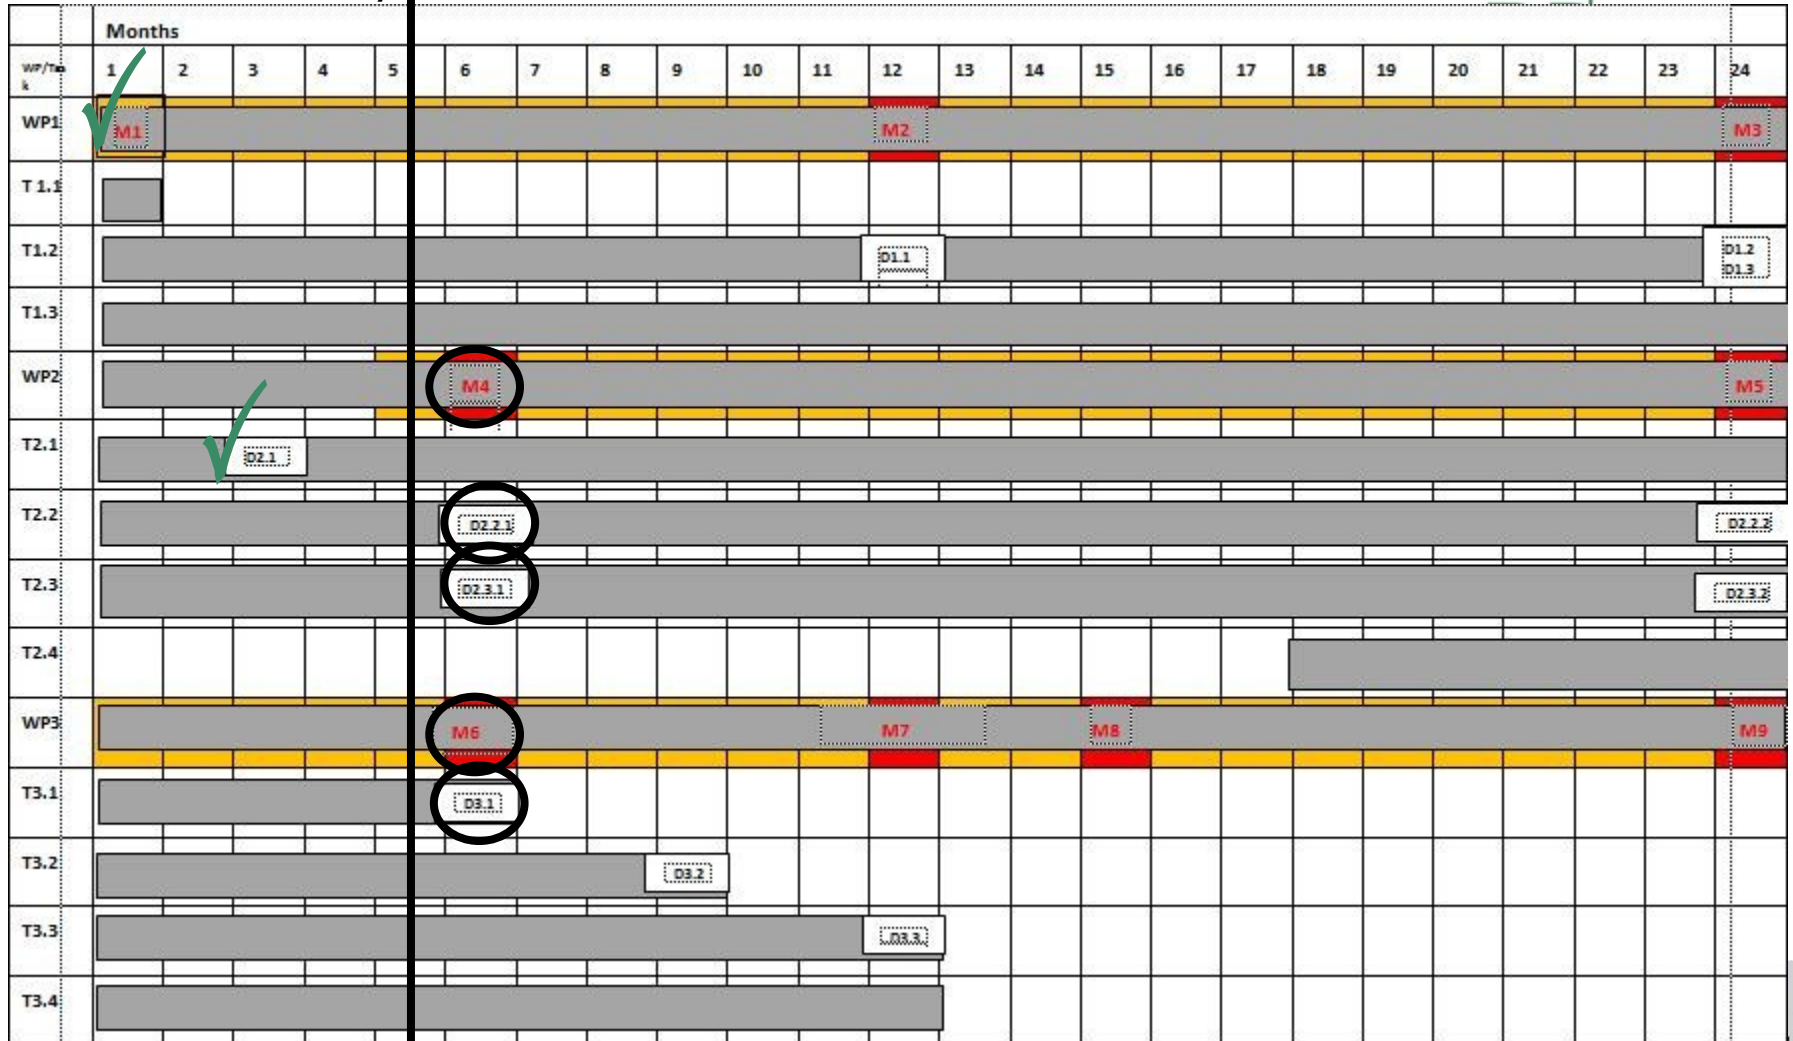 Months
WP/Tas
k
1 2 3 4 5 6 7 8 9 10 11 12 13 14 15 16 17 18 19 20 21 22 23 24
WP1 M1 M2 M3
T 1.1
T1.2 D1.1 D1.2
D1.3
T1.3
WP2 M4 M5
T2.1 D2.1
T2.2 D2.2.1 D2.2.2
T2.3 D2.3.1 D2.3.2
T2.4
WP3 M6 M7 M8 M9
T3.1 D3.1
T3.2 D3.2
T3.3 D3.3
T3.4